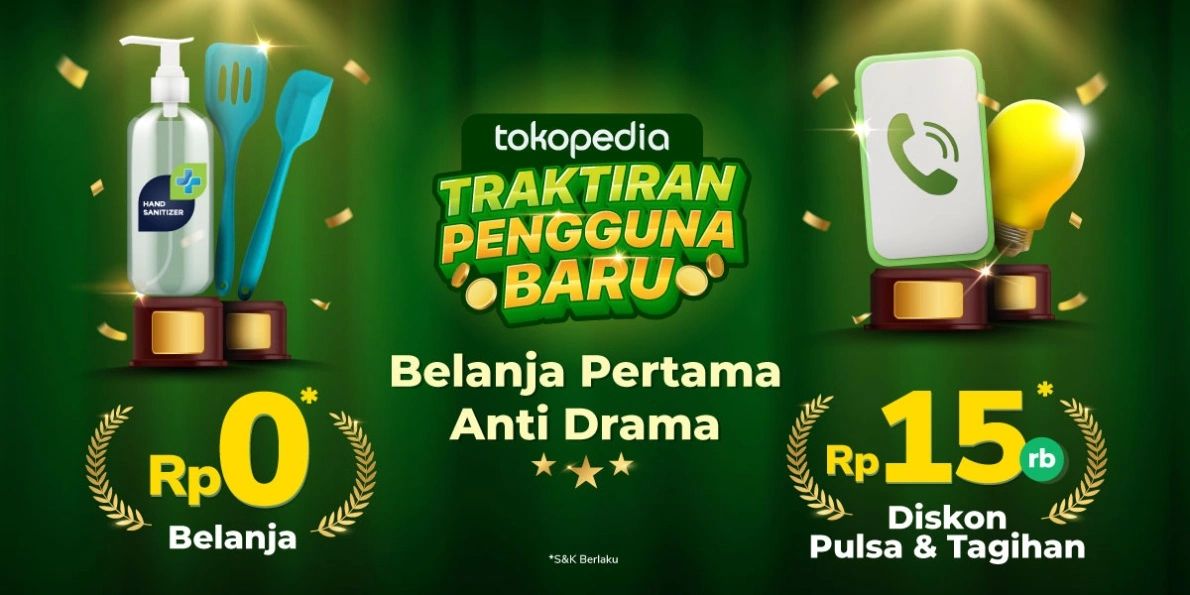 tokopedia
TRAKTIRAN
PENGGUNA
BARU
Belanja Pertama
Anti Drama
HAND
SANITIZER
Rp0*
Belanja
Rp15rb*
Diskon
Pulsa & Tagihan
*S&K Berlaku